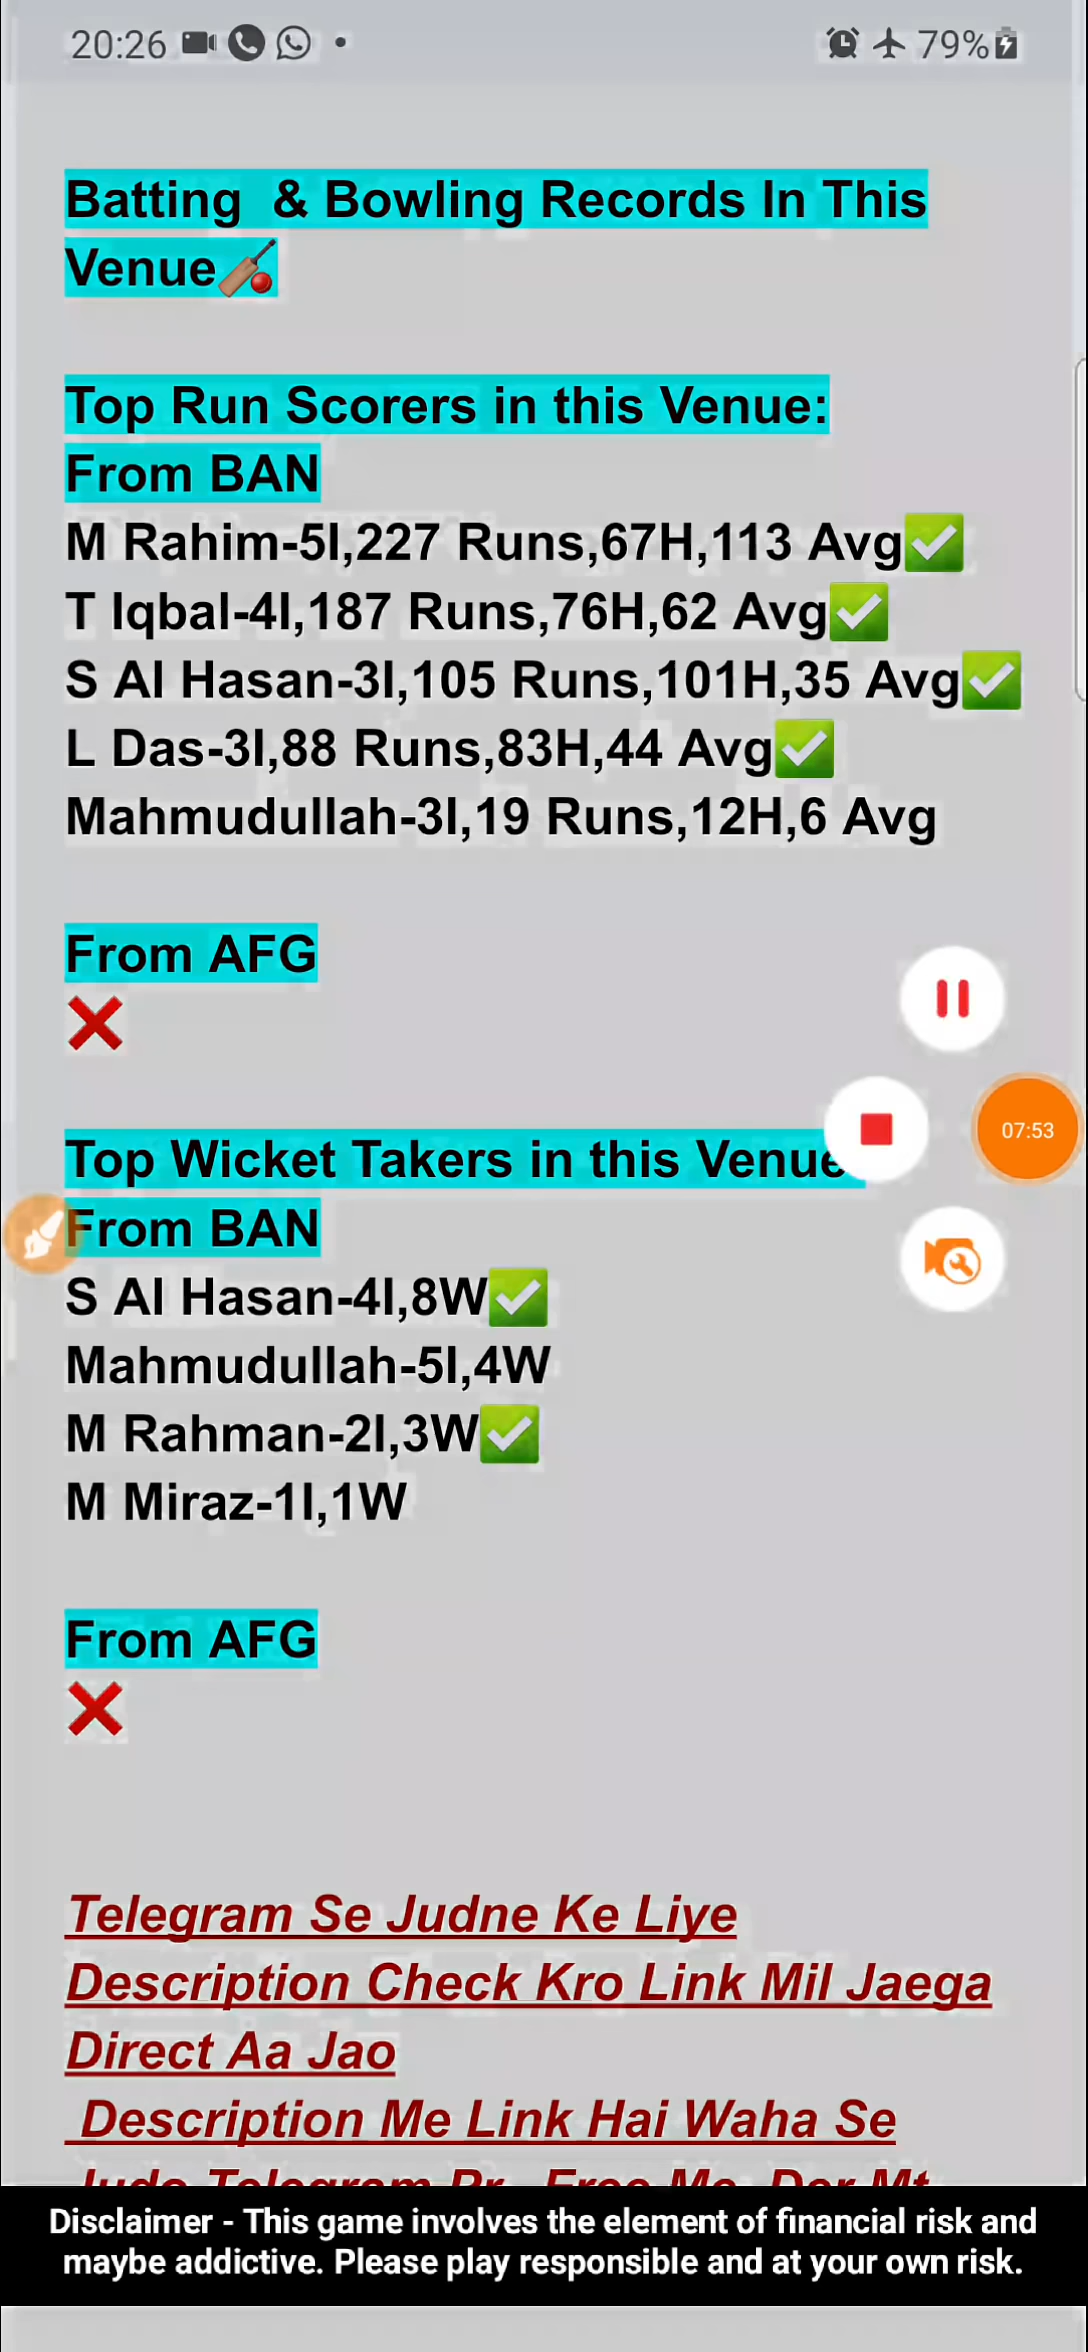 20:26
79%
Batting & Bowling Records In This
Venue
Top Run Scorers in this Venue:
From BAN
M Rahim-5I,227 Runs,67H,113 Avg
T Iqbal-4I,187 Runs,76H,62 Avg
S Al Hasan-3I,105 Runs,101H,35 Avg
L Das-3I,88 Runs,83H,44 Avg
Mahmudullah-3I,19 Runs,12H,6 Avg
From AFG
Top Wicket Takers in this Venue
07:53
From BAN
S Al Hasan-4I,8W
Mahmudullah-5I,4W
M Rahman-2I,3W
M Miraz-1I,1W
From AFG
Telegram Se Judne Ke Liye
Description Check Kro Link Mil Jaega
Direct Aa Jao
Description Me Link Hai Waha Se
Telegram Pr Free Me Der Mt
Disclaimer - This game involves the element of financial risk and
maybe addictive. Please play responsible and at your own risk.